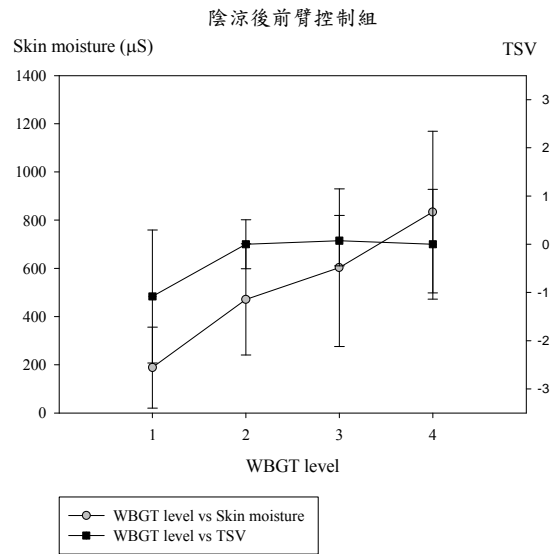 陰涼後前臂控制組
Skin moisture (μS) TSV
1400
1200
1000
800
600
400
200
0
3
2
1
0
-1
-2
-3
1 2 3 4
WBGT level
WBGT level vs Skin moisture
WBGT level vs TSV